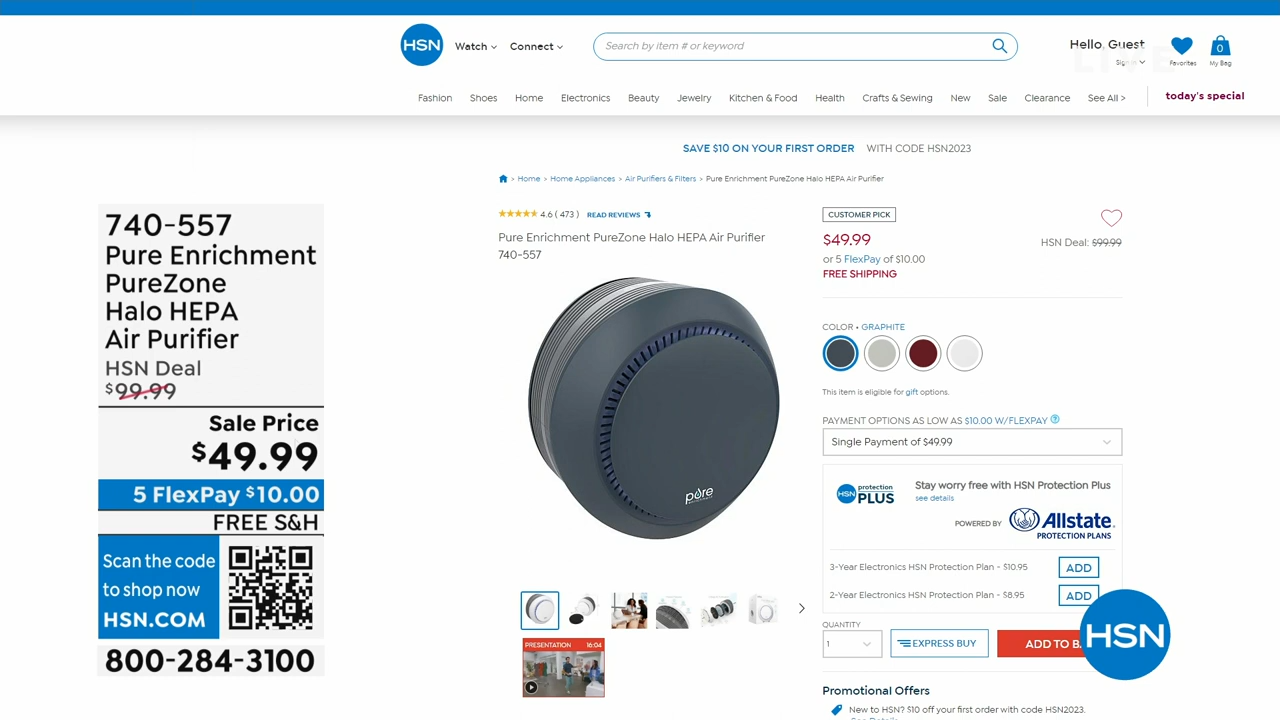 HSN
Watch
Connect
Search by item # or keyword
Hello, Guest
Sign In
Favorites
0
My Bag
LIVE
Fashion
Shoes
Home
Electronics
Beauty
Jewelry
Kitchen & Food
Health
Crafts & Sewing
New
Sale
Clearance
See All >
today's special
SAVE $10 ON YOUR FIRST ORDER WITH CODE HSN2023
> Home > Home Appliances > Air Purifiers & Filters > Pure Enrichment PureZone Halo HEPA Air Purifier
740-557
Pure Enrichment
PureZone
Halo HEPA
Air Purifier
HSN Deal
$99.99
Sale Price
$49.99
5 FlexPay $10.00
FREE S&H
Scan the code
to shop now
HSN.COM
800-284-3100
4.6 ( 473 ) READ REVIEWS
Pure Enrichment PureZone Halo HEPA Air Purifier
740-557
pure
PRESENTATION 16:04
CUSTOMER PICK
$49.99
HSN Deal: $99.99
or 5 FlexPay of $10.00
FREE SHIPPING
COLOR • GRAPHITE
This item is eligible for gift options.
PAYMENT OPTIONS AS LOW AS $10.00 W/FLEXPAY ?
Single Payment of $49.99
HSN protection PLUS
Stay worry free with HSN Protection Plus
see details
POWERED BY Allstate.
PROTECTION PLANS
3-Year Electronics HSN Protection Plan - $10.95 ADD
2-Year Electronics HSN Protection Plan - $8.95 ADD
QUANTITY
1
EXPRESS BUY
ADD TO B
HSN
Promotional Offers
New to HSN? $10 off your first order with code HSN2023.